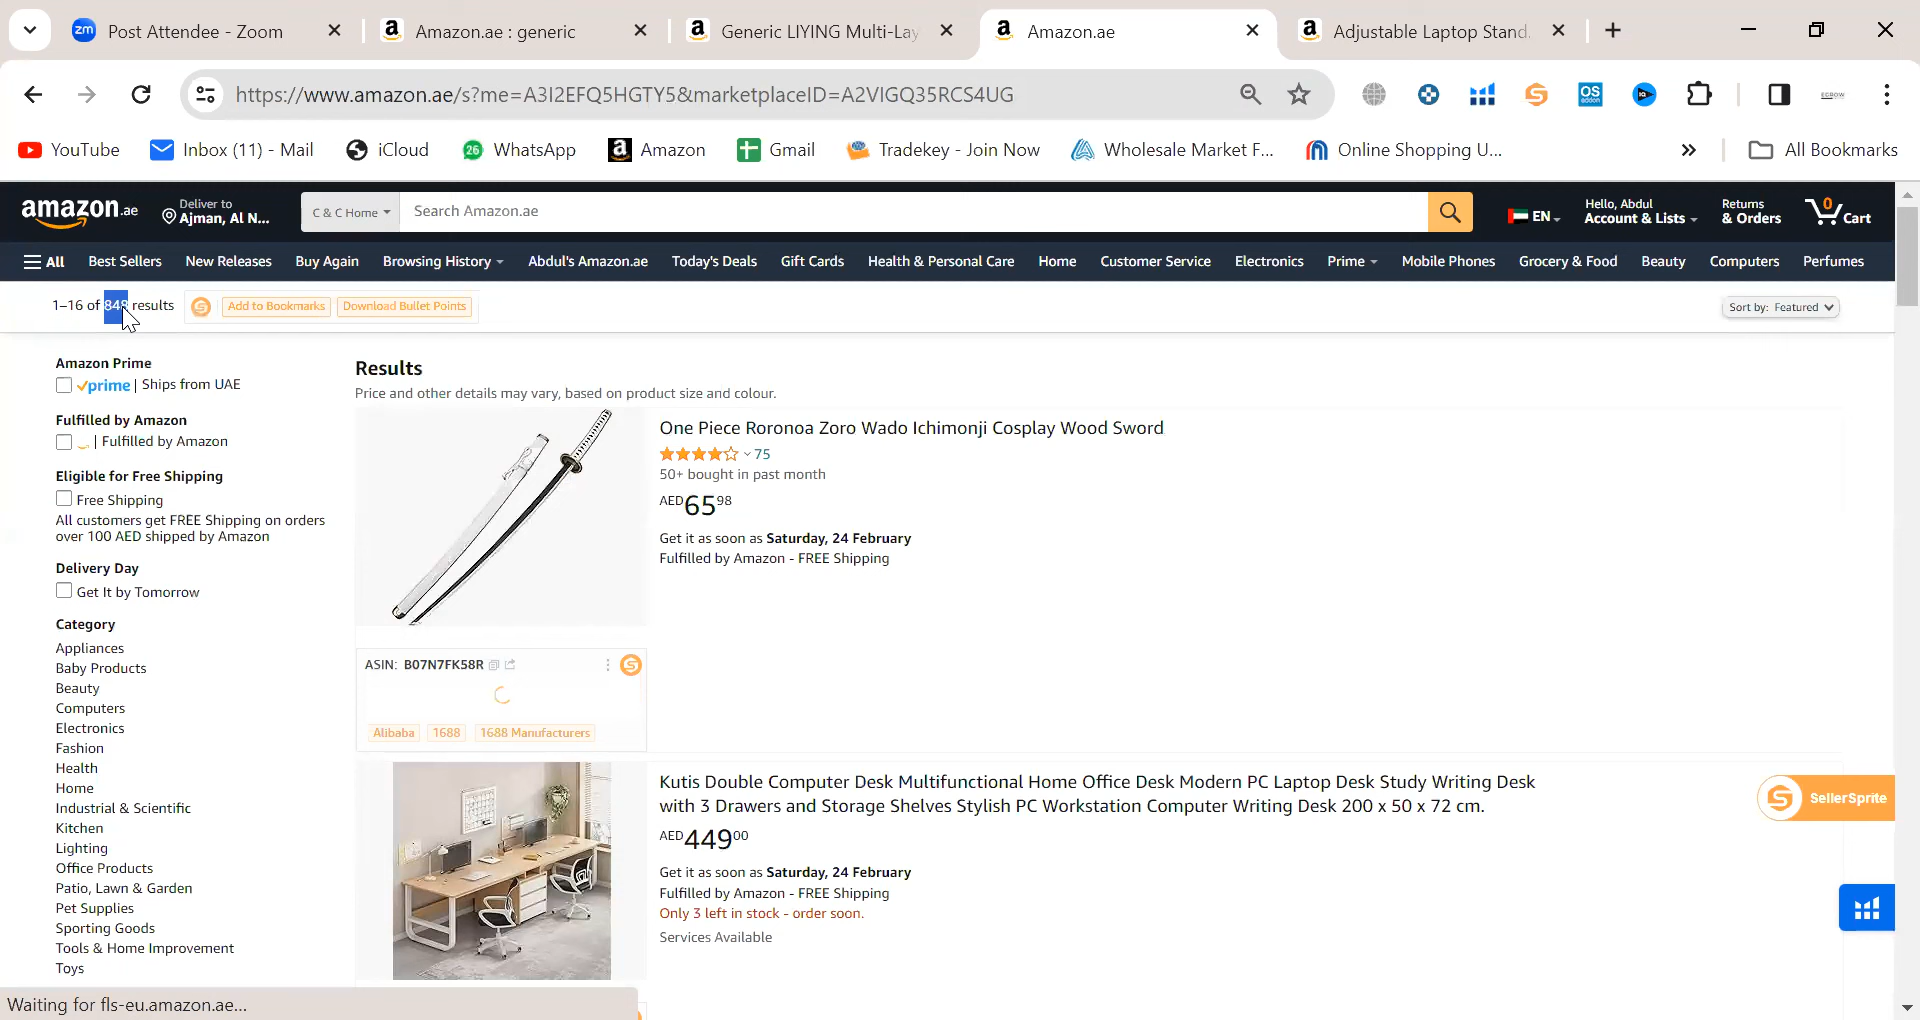 Post Attendee - Zoom
Amazon.ae : generic
Generic LIYING Multi-Lay
Amazon.ae
Adjustable Laptop Stand,
https://www.amazon.ae/s?me=A3I2EFQ5HGTY5&marketplaceID=A2VIGQ35RCS4UG
YouTube
Inbox (11) - Mail
iCloud
26
WhatsApp
Amazon
Gmail
Tradekey - Join Now
Wholesale Market F...
Online Shopping U...
All Bookmarks
amazon.ae
Deliver to
Ajman, Al N...
C & C Home
Search Amazon.ae
EN
Hello, Abdul
Account & Lists
Returns
& Orders
0
Cart
All
Best Sellers
New Releases
Buy Again
Browsing History
Abdul's Amazon.ae
Today's Deals
Gift Cards
Health & Personal Care
Home
Customer Service
Electronics
Prime
Mobile Phones
Grocery & Food
Beauty
Computers
Perfumes
1–16 of 848 results
Add to Bookmarks
Download Bullet Points
Sort by: Featured
Amazon Prime
prime | Ships from UAE
Fulfilled by Amazon
| Fulfilled by Amazon
Eligible for Free Shipping
Free Shipping
All customers get FREE Shipping on orders
over 100 AED shipped by Amazon
Delivery Day
Get It by Tomorrow
Category
Appliances
Baby Products
Beauty
Computers
Electronics
Fashion
Health
Home
Industrial & Scientific
Kitchen
Lighting
Office Products
Patio, Lawn & Garden
Pet Supplies
Sporting Goods
Tools & Home Improvement
Toys
Results
Price and other details may vary, based on product size and colour.
One Piece Roronoa Zoro Wado Ichimonji Cosplay Wood Sword
75
50+ bought in past month
AED65 98
Get it as soon as Saturday, 24 February
Fulfilled by Amazon - FREE Shipping
ASIN: B07N7FK58R
Alibaba
1688
1688 Manufacturers
Kutis Double Computer Desk Multifunctional Home Office Desk Modern PC Laptop Desk Study Writing Desk
with 3 Drawers and Storage Shelves Stylish PC Workstation Computer Writing Desk 200 x 50 x 72 cm.
AED449 00
Get it as soon as Saturday, 24 February
Fulfilled by Amazon - FREE Shipping
Only 3 left in stock - order soon.
Services Available
SellerSprite
Waiting for fls-eu.amazon.ae...